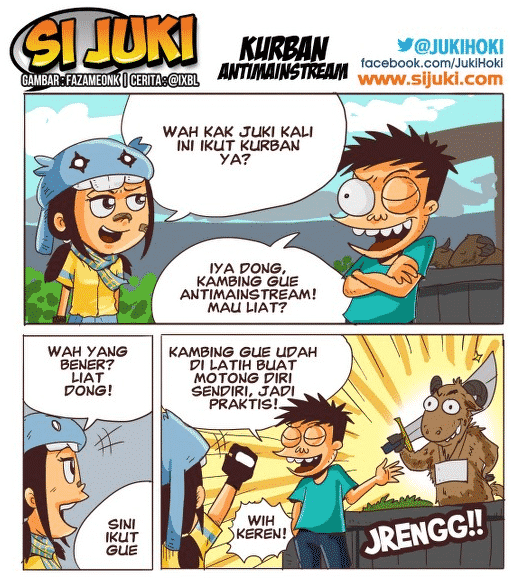 SI JUKI
GAMBAR : FAZAMEONK | CERITA : @IXBL
KURBAN
ANTIMAINSTREAM
@JUKIHOKI
facebook.com/JukiHoki
www.sijuki.com
WAH KAK JUKI KALI
INI IKUT KURBAN
YA?
IYA DONG,
KAMBING GUE
ANTIMAINSTREAM!
MAU LIAT?
WAH YANG
BENER?
LIAT
DONG!
SINI
IKUT
GUE
KAMBING GUE UDAH
DI LATIH BUAT
MOTONG DIRI
SENDIRI, JADI
PRAKTIS!
WIH
KEREN!
JRENGG!!